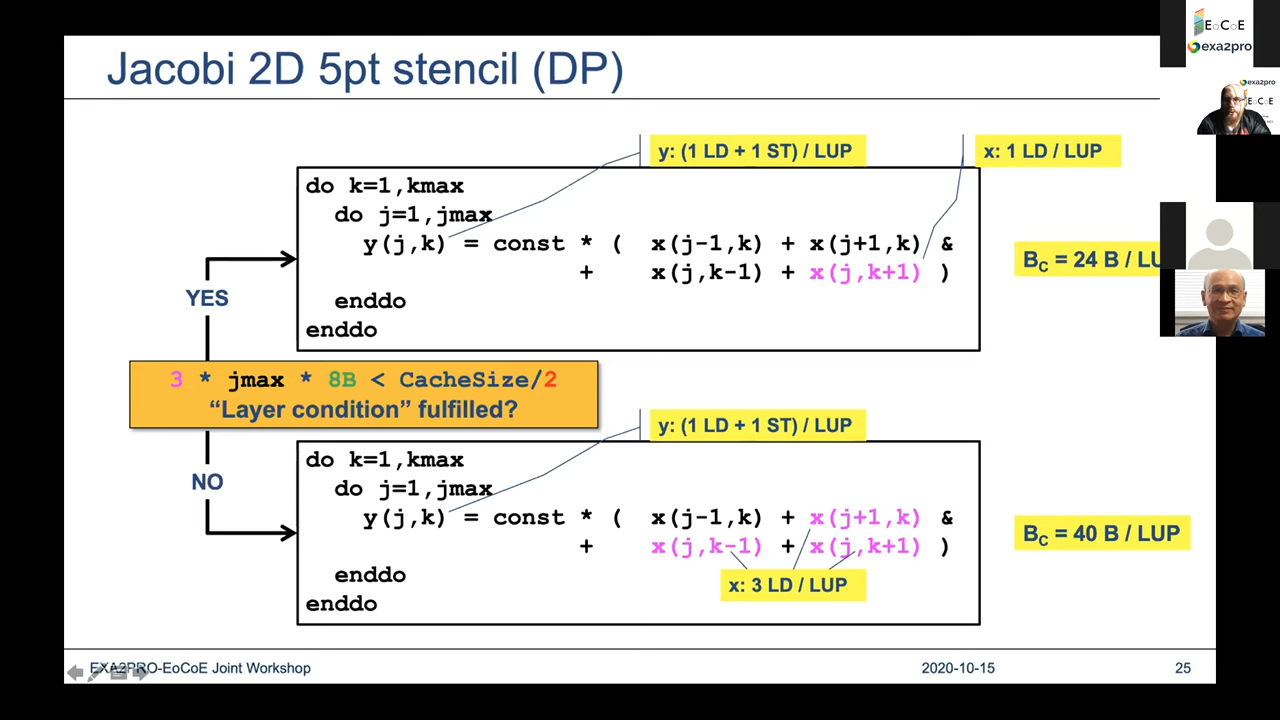 Jacobi 2D 5pt stencil (DP)
EoCoE
exa2pro
exa2pro
EoCoE
y: (1 LD + 1 ST) / LUP
x: 1 LD / LUP
do k=1,kmax
do j=1,jmax
y(j,k) = const * ( x(j-1,k) + x(j+1,k) &
+ x(j,k-1) + x(j,k+1) )
enddo
enddo
BC = 24 B / LU
YES
3 * jmax * 8B < CacheSize/2
“Layer condition” fulfilled?
NO
y: (1 LD + 1 ST) / LUP
do k=1,kmax
do j=1,jmax
y(j,k) = const * ( x(j-1,k) + x(j+1,k) &
+ x(j,k-1) + x(j,k+1) )
enddo
enddo
x: 3 LD / LUP
BC = 40 B / LUP
EXA2PRO-EoCoE Joint Workshop
2020-10-15
25